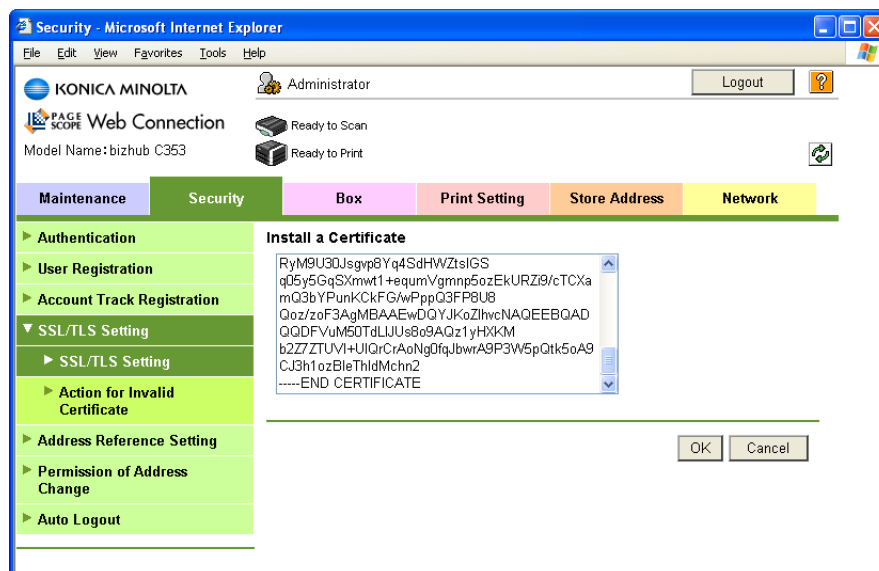 Security - Microsoft Internet Explorer
File Edit View Favorites Tools Help
KONICA MINOLTA
Administrator
Logout
?
PAGE SCOPE Web Connection
Ready to Scan
Model Name:bizhub C353
Ready to Print
Maintenance Security Box Print Setting Store Address Network
Authentication
User Registration
Account Track Registration
SSL/TLS Setting
SSL/TLS Setting
Action for Invalid
Certificate
Address Reference Setting
Permission of Address
Change
Auto Logout
Install a Certificate
RyM9U30Jsgvp8Yq4SdHWZtsIGS
q05y5GqSXmwt1+equmVgmnp5ozEkURZi9/cTCXa
mQ3bYPunKCkFG/wPppQ3FP8U8
Qoz/zoF3AgMBAAEwDQYJKoZIhvcNAQEEBQAD
QQDFVuM50TdLlJUs8o9AQz1yHXKM
b2Z7ZTUVI+UIQrCrAoNg0fqJbwrA9P3W5pQtk5oA9
CJ3h1ozBleThldMchn2
-----END CERTIFICATE
OK Cancel